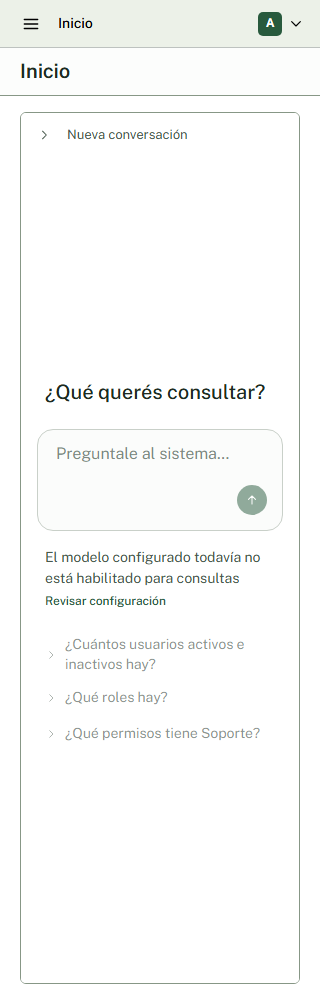 Inicio
A
Inicio
Nueva conversación
¿Qué querés consultar?
Preguntale al sistema...
El modelo configurado todavía no
está habilitado para consultas
Revisar configuración
¿Cuántos usuarios activos e
inactivos hay?
¿Qué roles hay?
¿Qué permisos tiene Soporte?